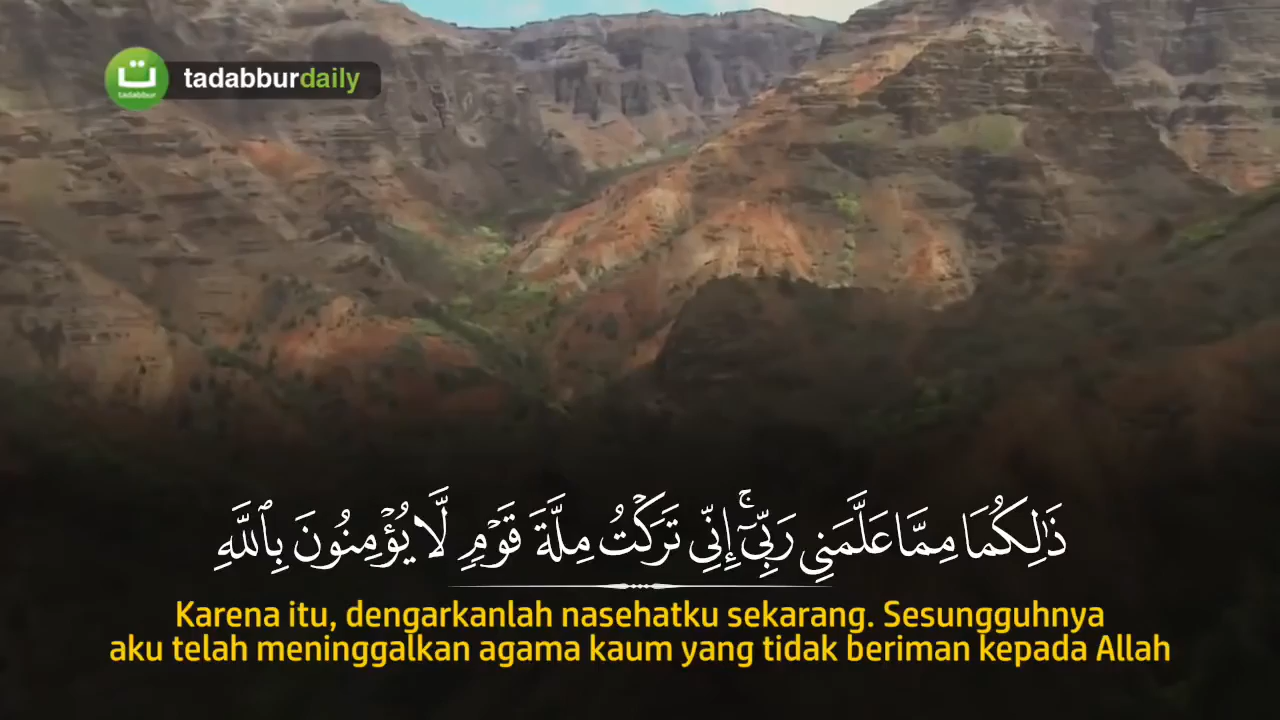 ت
tadabbur
tadabburdaily
ذَٰلِكُمَا مِمَّا عَلَّمَنِي رَبِّيٓ ۚ إِنِّي تَرَكْتُ مِلَّةَ قَوْمٍ لَّا يُؤْمِنُونَ بِٱللَّهِ
Karena itu, dengarkanlah nasehatku sekarang. Sesungguhnya
aku telah meninggalkan agama kaum yang tidak beriman kepada Allah